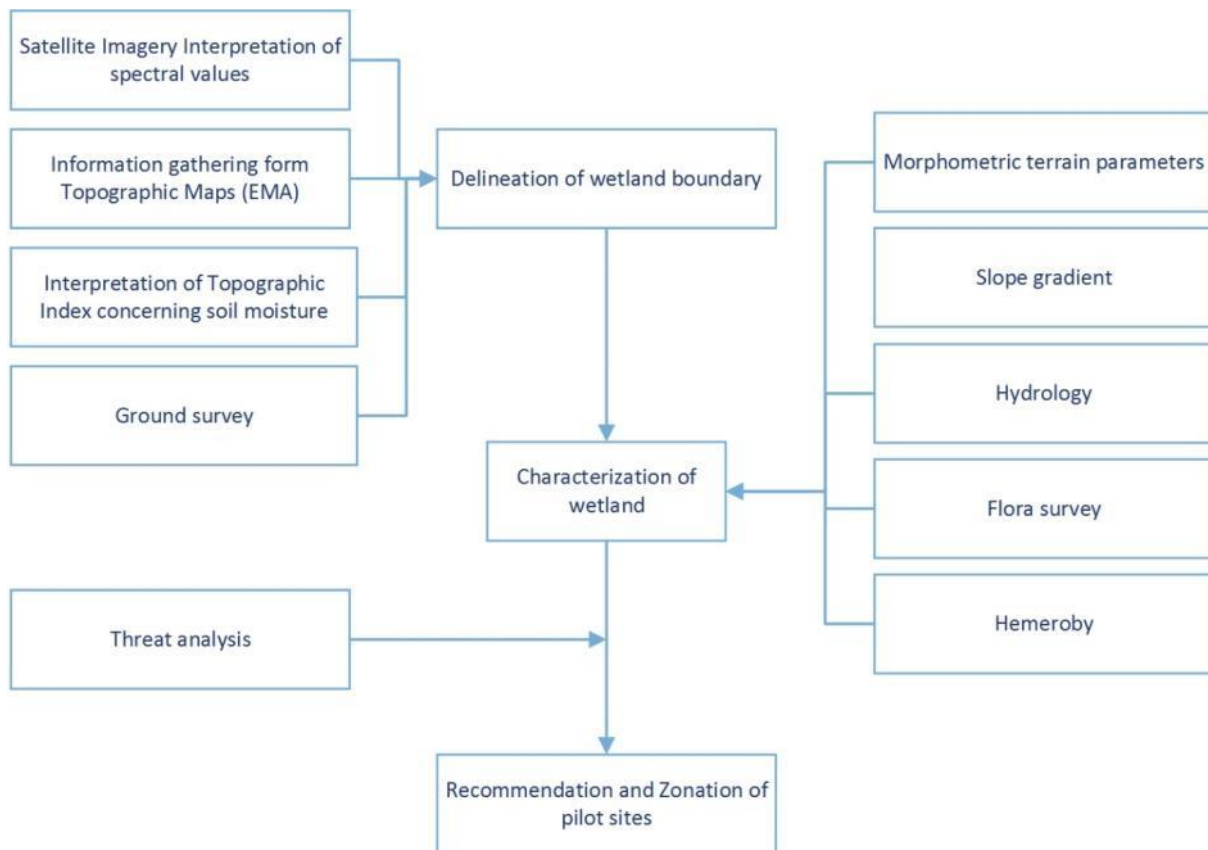 Satellite Imagery Interpretation of
spectral values
Information gathering form
Topographic Maps (EMA)
Interpretation of Topographic
Index concerning soil moisture
Ground survey
Delineation of wetland boundary
Morphometric terrain parameters
Slope gradient
Hydrology
Flora survey
Hemeroby
Characterization of
wetland
Threat analysis
Recommendation and Zonation of
pilot sites